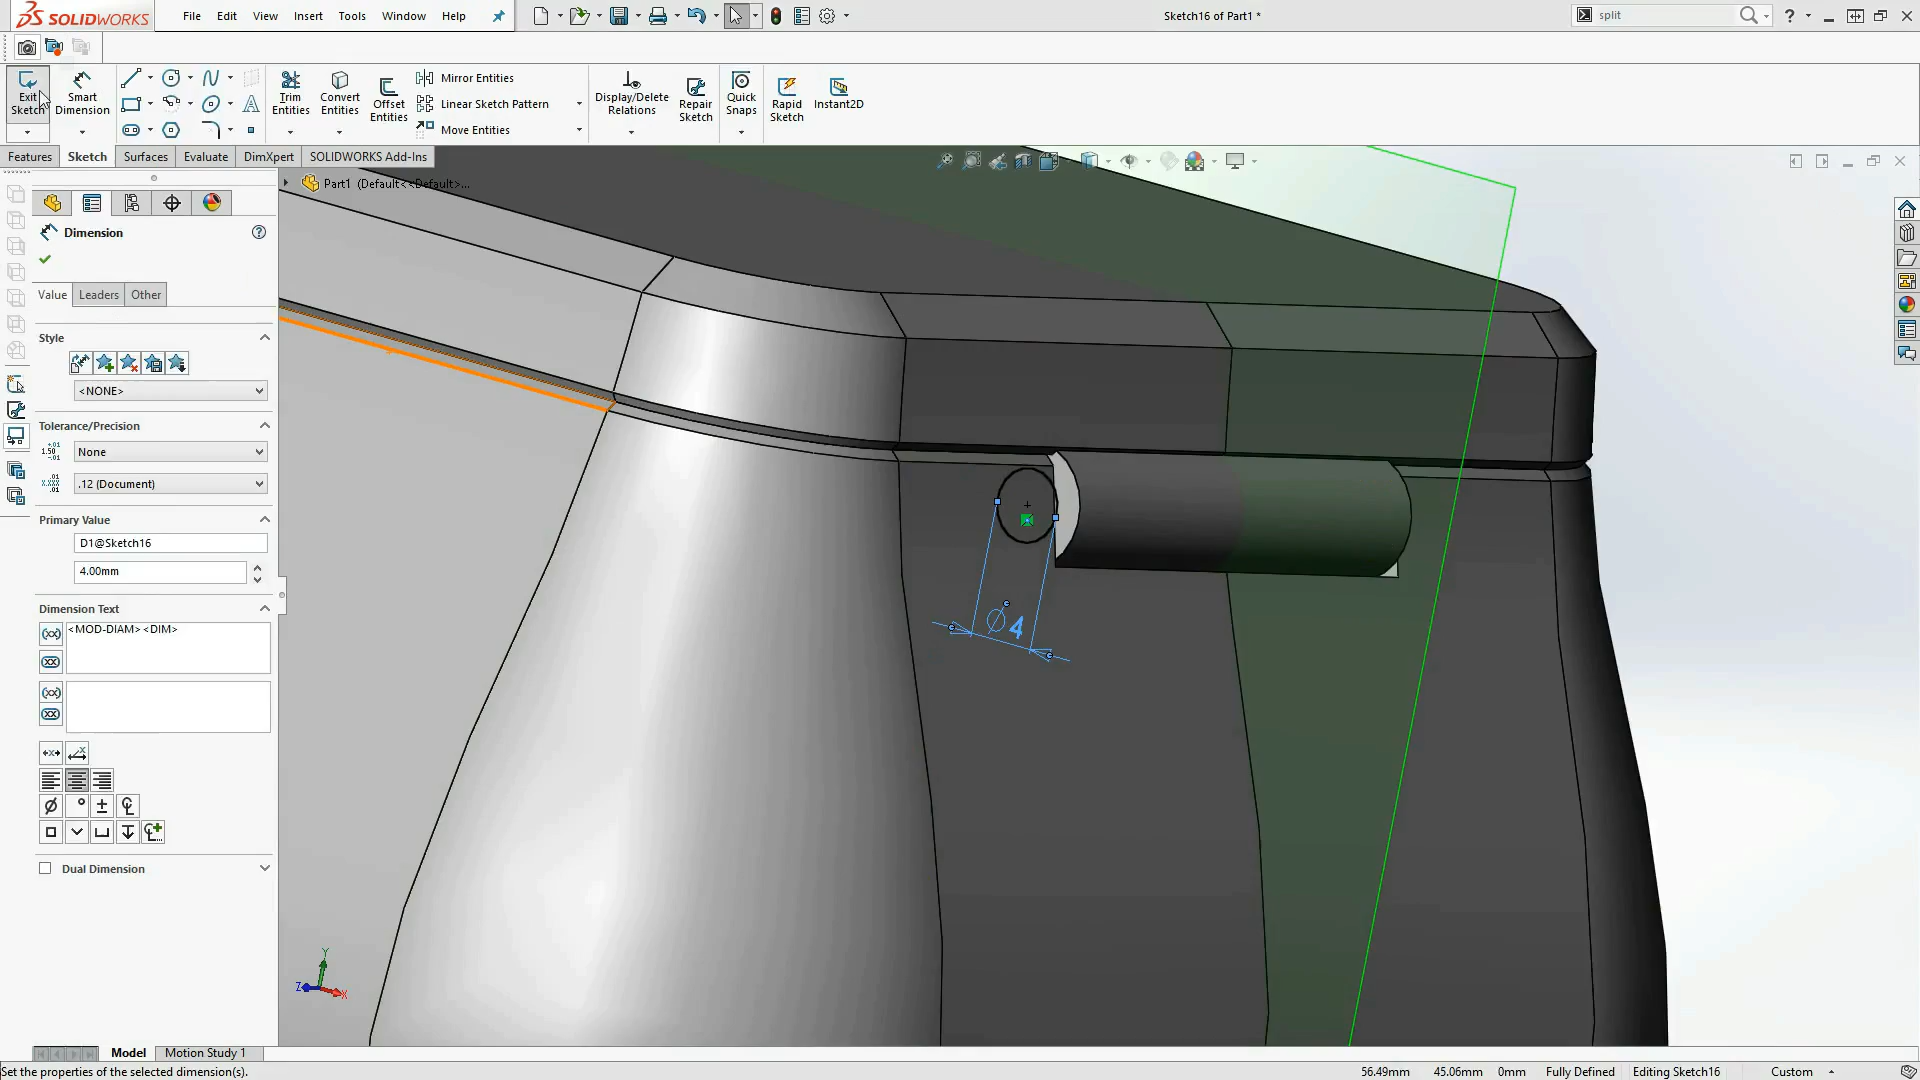 SOLIDWORKS
File Edit View Insert Tools Window Help
Sketch16 of Part1 *
split
Exit Sketch
Smart Dimension
Trim Entities
Convert Entities
Offset Entities
Mirror Entities
Linear Sketch Pattern
Move Entities
Display/Delete Relations
Repair Sketch
Quick Snaps
Rapid Sketch
Instant2D
Features Sketch Surfaces Evaluate DimXpert SOLIDWORKS Add-Ins
Part1 (Default<<Default>...
Dimension
Value Leaders Other
Style
<NONE>
Tolerance/Precision
None
.12 (Document)
Primary Value
D1@Sketch16
4.00mm
Dimension Text
<MOD-DIAM><DIM>
Dual Dimension
∅4
Y
Z X
Model Motion Study 1
Set the properties of the selected dimension(s).
56.49mm 45.06mm 0mm Fully Defined Editing Sketch16 Custom